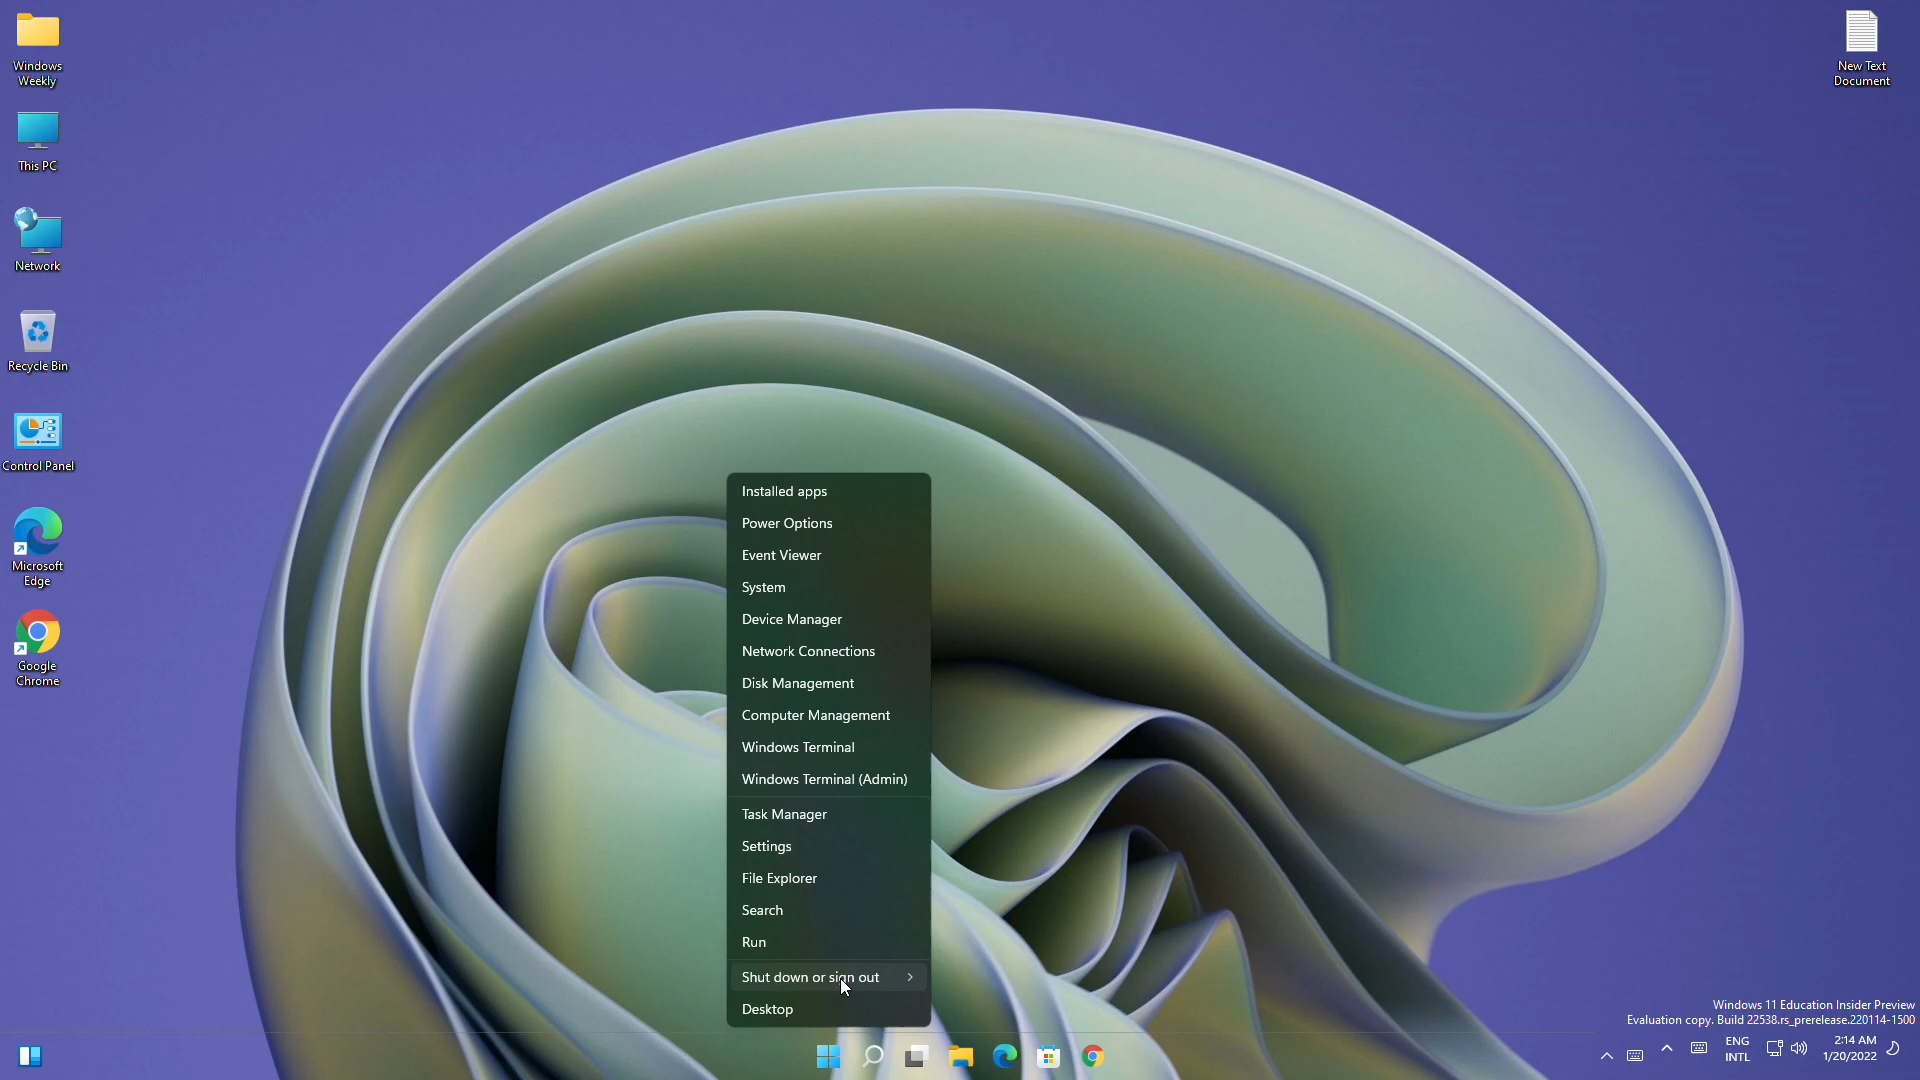 Windows
Weekly
This PC
Network
Recycle Bin
Control Panel
Microsoft
Edge
Google
Chrome
New Text
Document
Installed apps
Power Options
Event Viewer
System
Device Manager
Network Connections
Disk Management
Computer Management
Windows Terminal
Windows Terminal (Admin)
Task Manager
Settings
File Explorer
Search
Run
Shut down or sign out
Desktop
Windows 11 Education Insider Preview
Evaluation copy. Build 22538.rs_prerelease.220114-1500
ENG
INTL
2:14 AM
1/20/2022